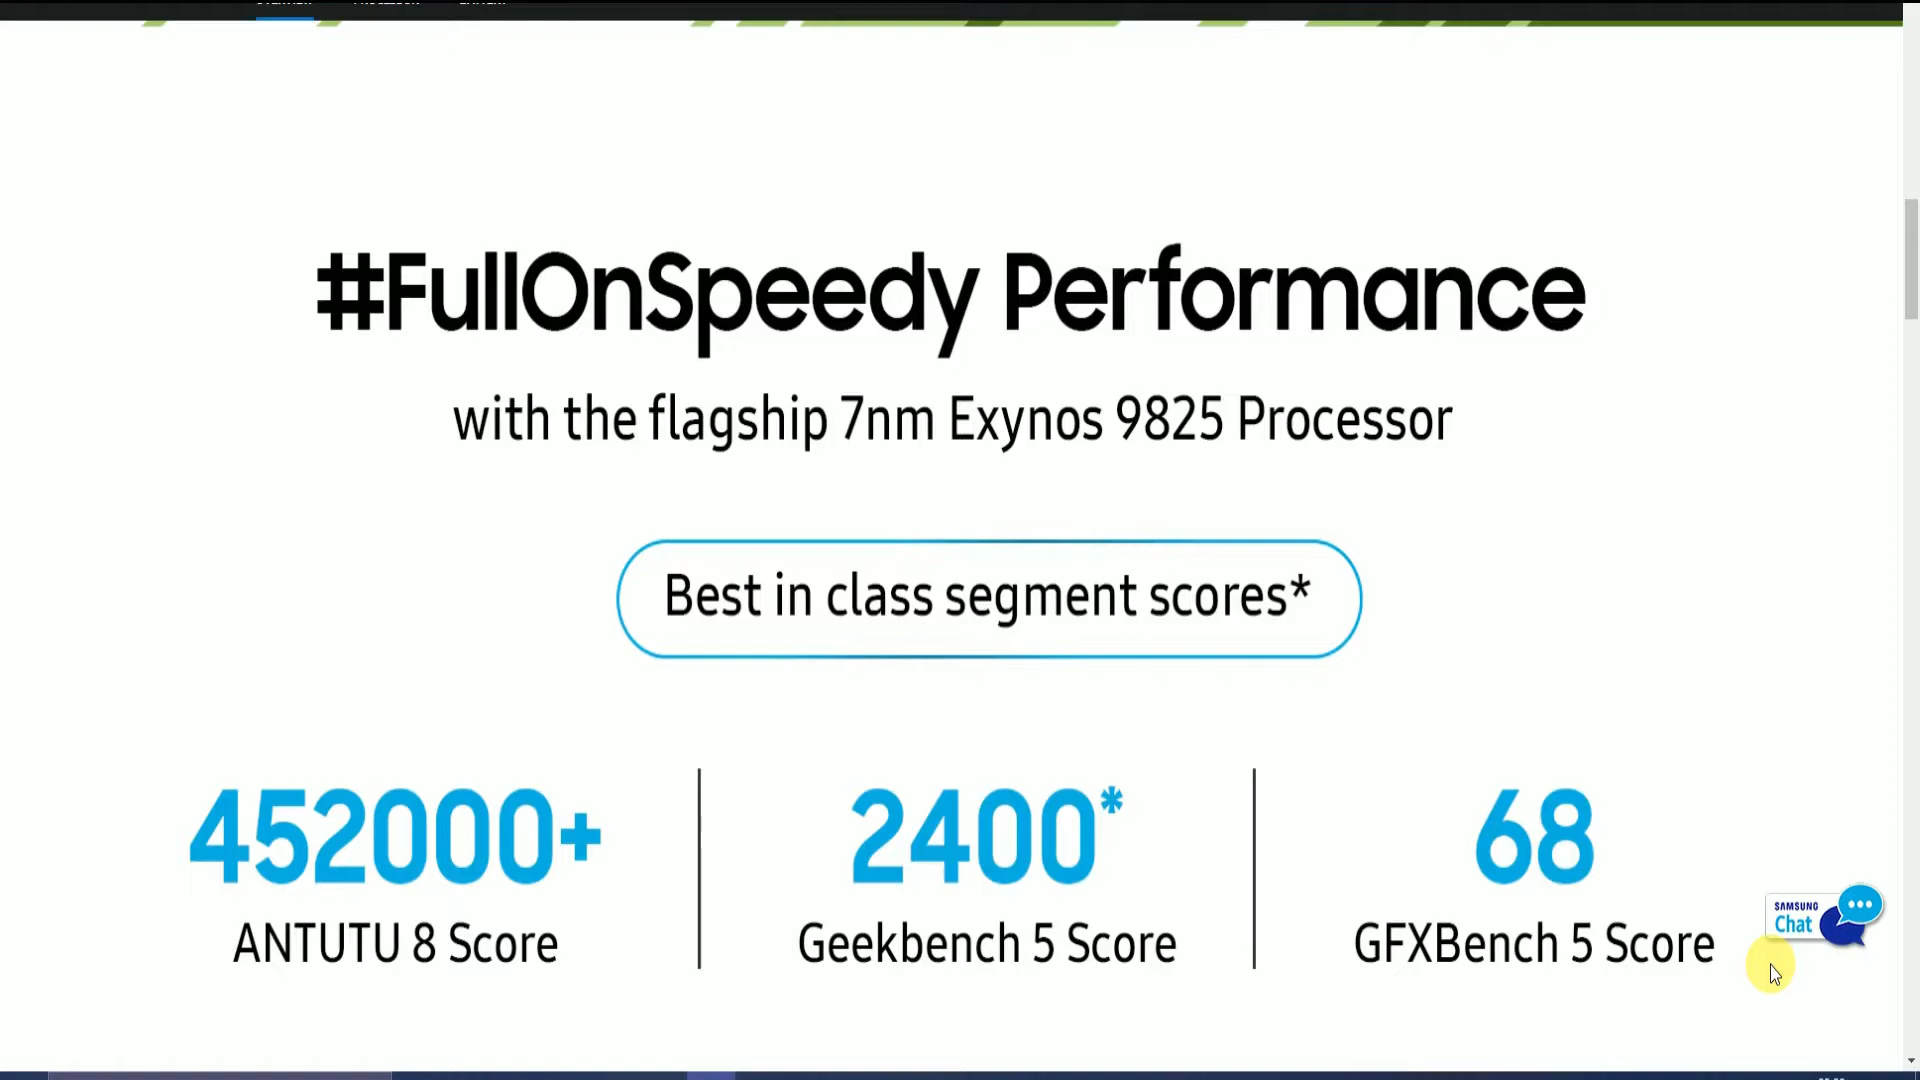 #FullOnSpeedy Performance
with the flagship 7nm Exynos 9825 Processor
Best in class segment scores*
452000+
ANTUTU 8 Score
2400*
Geekbench 5 Score
68
GFXBench 5 Score
SAMSUNG
Chat